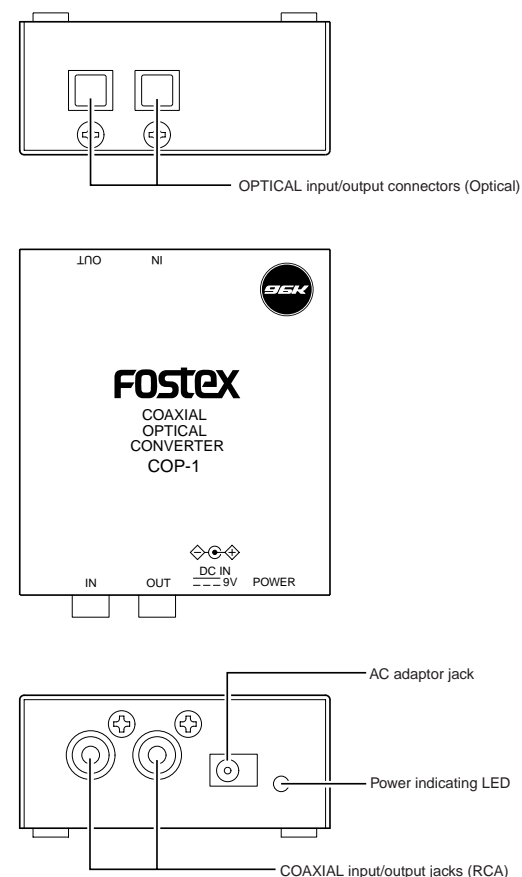 OPTICAL input/output connectors (Optical)
OUT IN
96K
FOSTEX
COAXIAL
OPTICAL
CONVERTER
COP-1
DC IN
IN OUT 9V POWER
AC adaptor jack
Power indicating LED
COAXIAL input/output jacks (RCA)